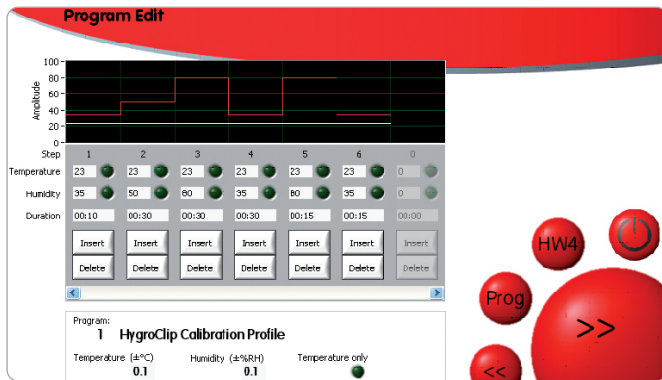 Program Edit
100
80
60
40
20
0
Amplitude
Step 1 2 3 4 5 6 0
Temperature 23 23 23 23 23 23 0
Humidity 35 50 80 35 80 35 0
Duration 00:10 00:30 00:30 00:30 00:15 00:15 00:00
Insert Insert Insert Insert Insert Insert Insert
Delete Delete Delete Delete Delete Delete Delete
HW4
Prog
>>
<<
Program:
1 HygroClip Calibration Profile
Temperature (±°C) Humidity (±%RH) Temperature only
0.1 0.1